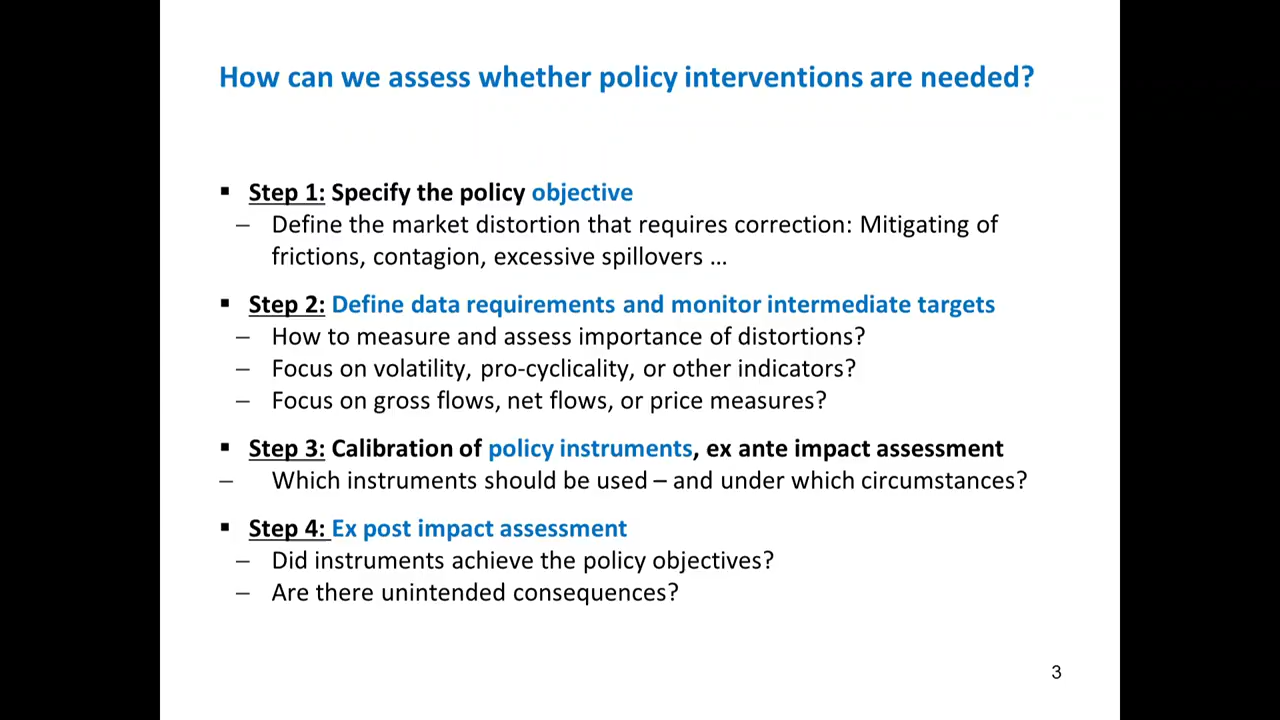 How can we assess whether policy interventions are needed?
▪ Step 1: Specify the policy objective
– Define the market distortion that requires correction: Mitigating of
frictions, contagion, excessive spillovers …
▪ Step 2: Define data requirements and monitor intermediate targets
– How to measure and assess importance of distortions?
– Focus on volatility, pro-cyclicality, or other indicators?
– Focus on gross flows, net flows, or price measures?
▪ Step 3: Calibration of policy instruments, ex ante impact assessment
– Which instruments should be used – and under which circumstances?
▪ Step 4: Ex post impact assessment
– Did instruments achieve the policy objectives?
– Are there unintended consequences?
3